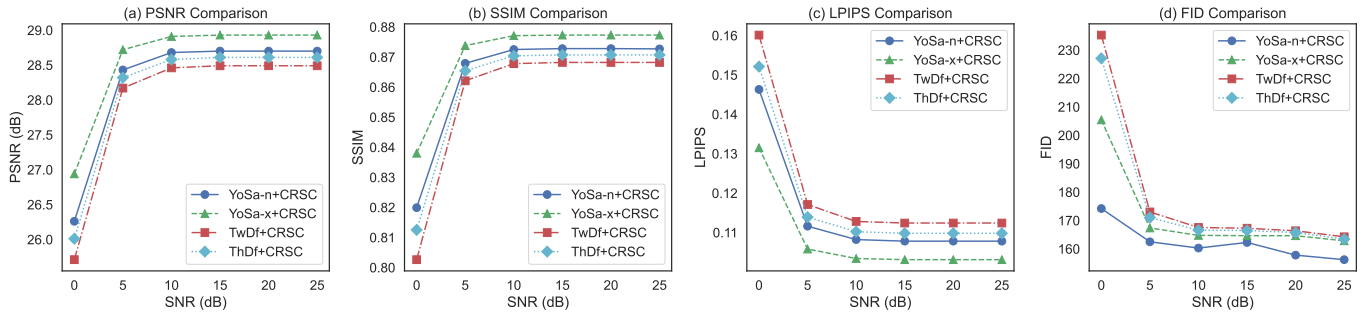 (a) PSNR Comparison
29.0
28.5
28.0
27.5
27.0
26.5
26.0
PSNR (dB)
0 5 10 15 20 25
SNR (dB)
YoSa-n+CRSC
YoSa-x+CRSC
TwDf+CRSC
ThDf+CRSC
(b) SSIM Comparison
0.88
0.87
0.86
0.85
0.84
0.83
0.82
0.81
0.80
SSIM
0 5 10 15 20 25
SNR (dB)
YoSa-n+CRSC
YoSa-x+CRSC
TwDf+CRSC
ThDf+CRSC
(c) LPIPS Comparison
0.16
0.15
0.14
0.13
0.12
0.11
LPIPS
0 5 10 15 20 25
SNR (dB)
YoSa-n+CRSC
YoSa-x+CRSC
TwDf+CRSC
ThDf+CRSC
(d) FID Comparison
230
220
210
200
190
180
170
160
FID
0 5 10 15 20 25
SNR (dB)
YoSa-n+CRSC
YoSa-x+CRSC
TwDf+CRSC
ThDf+CRSC